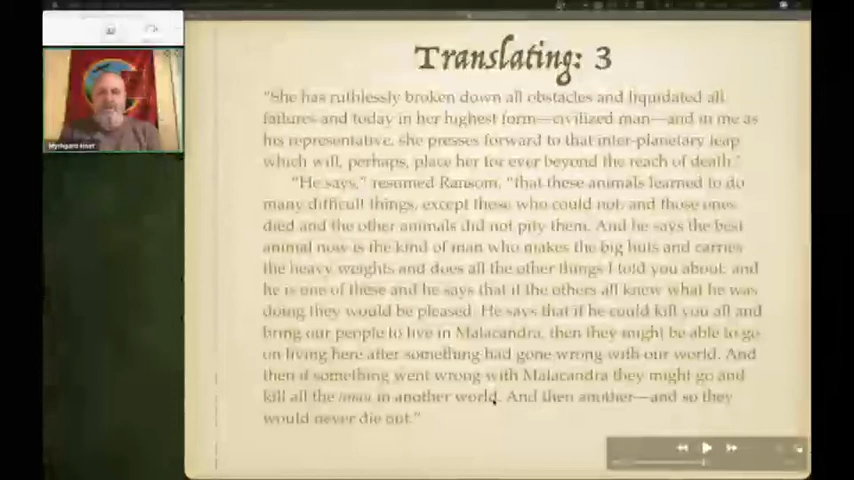 Translating: 3
"She has ruthlessly broken down all obstacles and liquidated all
failures and today in her highest form—civilized man—and in me as
his representative, she presses forward to that inter-planetary leap
which will, perhaps, place her for ever beyond the reach of death."
"He says," resumed Ransom, "that these animals learned to do
many difficult things, except those who could not; and those ones
died and the other animals did not pity them. And he says the best
animal now is the kind of man who makes the big huts and carries
the heavy weights and does all the other things I told you about; and
he is one of these and he says that if the others all knew what he was
doing they would be pleased. He says that if he could kill you all and
bring our people to live in Malacandra, then they might be able to go
on living here after something had gone wrong with our world. And
then if something went wrong with Malacandra they might go and
kill all the hnau in another world. And then another—and so they
would never die out."
Mythgard Host